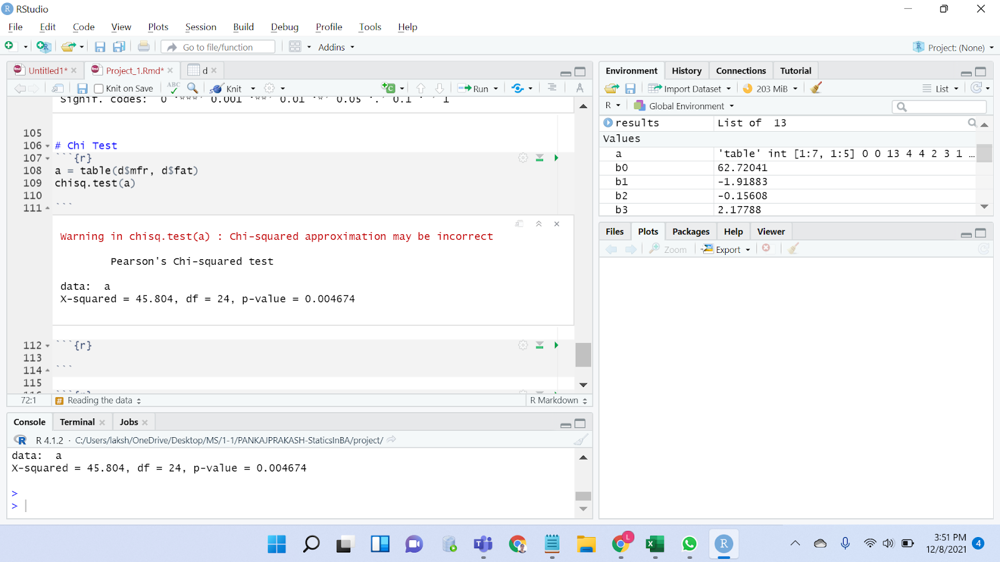 RStudio
File Edit Code View Plots Session Build Debug Profile Tools Help
Go to file/function Addins Project: (None)
Untitled1* Project_1.Rmd* d
Knit on Save ABC Knit Run
Signif. codes: 0 '***' 0.001 '**' 0.01 '*' 0.05 '.' 0.1 ' ' 1
105
106 # Chi Test
107 ```{r}
108 a = table(d$mfr, d$fat)
109 chisq.test(a)
110
111 ```
Warning in chisq.test(a) : Chi-squared approximation may be incorrect
Pearson's Chi-squared test
data: a
X-squared = 45.804, df = 24, p-value = 0.004674
112 ```{r}
113
114 ```
115
116 ```{r}
72:1 # Reading the data R Markdown
Console Terminal Jobs
R R 4.1.2 · C:/Users/laksh/OneDrive/Desktop/MS/1-1/PANKAJPRAKASH-StaticsInBA/project/
data: a
X-squared = 45.804, df = 24, p-value = 0.004674
>
>
Environment History Connections Tutorial
Import Dataset 203 MiB List
R Global Environment
results List of 13
Values
a 'table' int [1:7, 1:5] 0 0 13 4 4 2 3 1 ...
b0 62.72041
b1 -1.91883
b2 -0.15608
b3 2.17788
Files Plots Packages Help Viewer
Zoom Export
L R 3:51 PM
12/8/2021 4